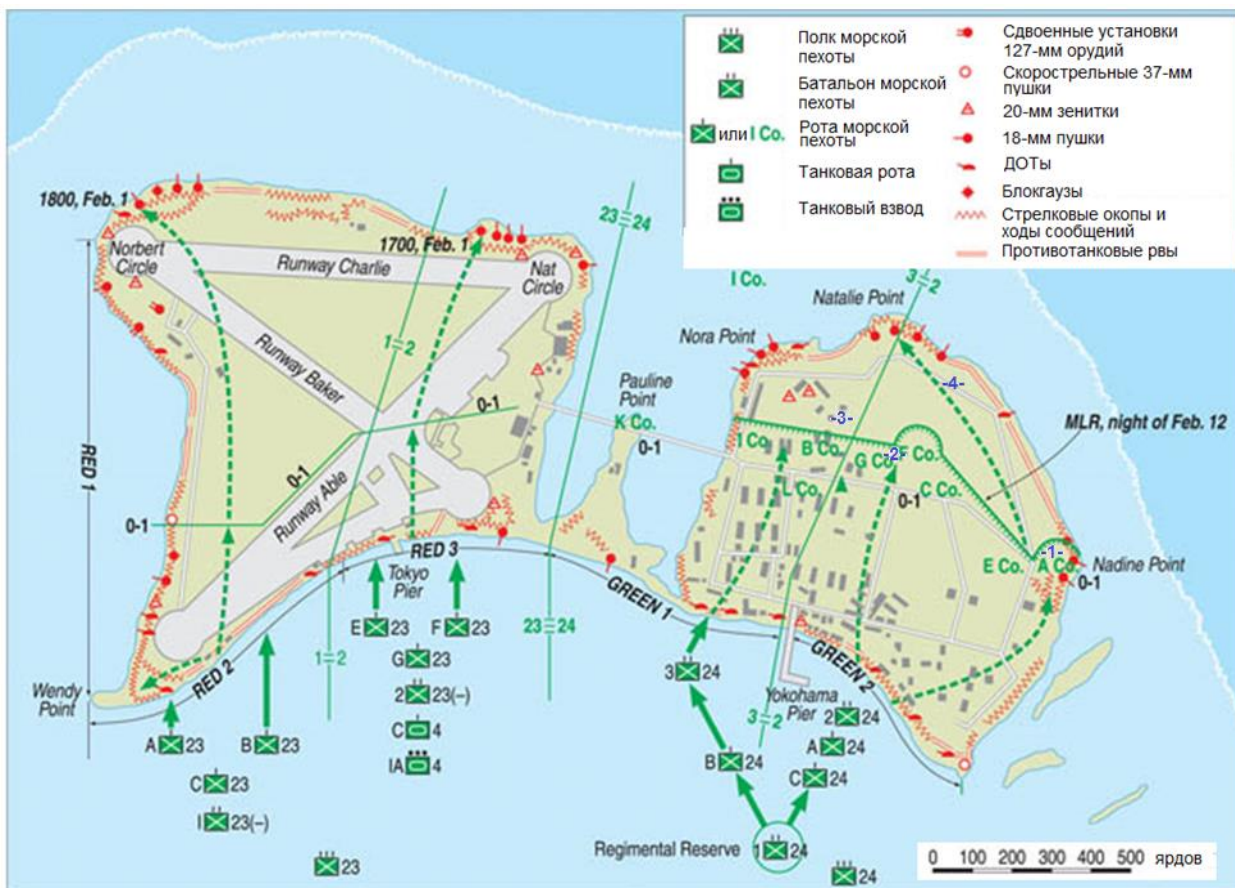 Полк морской
пехоты
Батальон морской
пехоты
или I Co.
Рота морской
пехоты
Танковая рота
Танковый взвод
Сдвоенные установки
127-мм орудий
Скорострельные 37-мм
пушки
20-мм зенитки
18-мм пушки
ДОТы
Блокгаузы
Стрелковые окопы и
ходы сообщений
Противотанковые рвы
1800, Feb. 1
Norbert
Circle
Runway Charlie
1700, Feb. 1
Nat
Circle
23=24
1=2
Runway Baker
Runway Able
0-1
0-1
0-1
RED 1
RED 2
RED 3
Tokyo
Pier
Wendy
Point
1=2
23=24
GREEN 1
I Co.
Natalie Point
3=2
Nora Point
Pauline
Point
K Co.
0-1
-4-
-3-
MLR, night of Feb. 12
I Co.
B Co.
G Co.
-2-
F Co.
L Co.
0-1
C Co.
E Co.
-1-
A Co.
0-1
Nadine Point
GREEN 2
Yokohama
Pier
3=2
E 23
F 23
G 23
2 23(–)
C 4
IA 4
A 23
B 23
C 23
I 23(–)
23
3 24
2 24
A 24
B 24
C 24
Regimental Reserve
1 24
24
0 100 200 300 400 500 ярдов